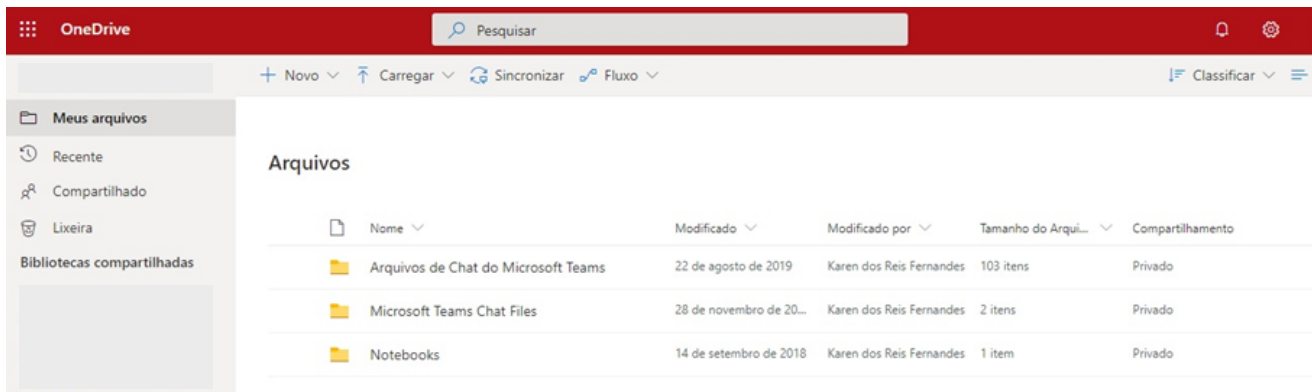 OneDrive
Pesquisar
Novo Carregar Sincronizar Fluxo Classificar
Meus arquivos
Recente
Compartilhado
Lixeira
Bibliotecas compartilhadas
Arquivos
Nome Modificado Modificado por Tamanho do Arqui... Compartilhamento
Arquivos de Chat do Microsoft Teams 22 de agosto de 2019 Karen dos Reis Fernandes 103 itens Privado
Microsoft Teams Chat Files 28 de novembro de 20... Karen dos Reis Fernandes 2 itens Privado
Notebooks 14 de setembro de 2018 Karen dos Reis Fernandes 1 item Privado